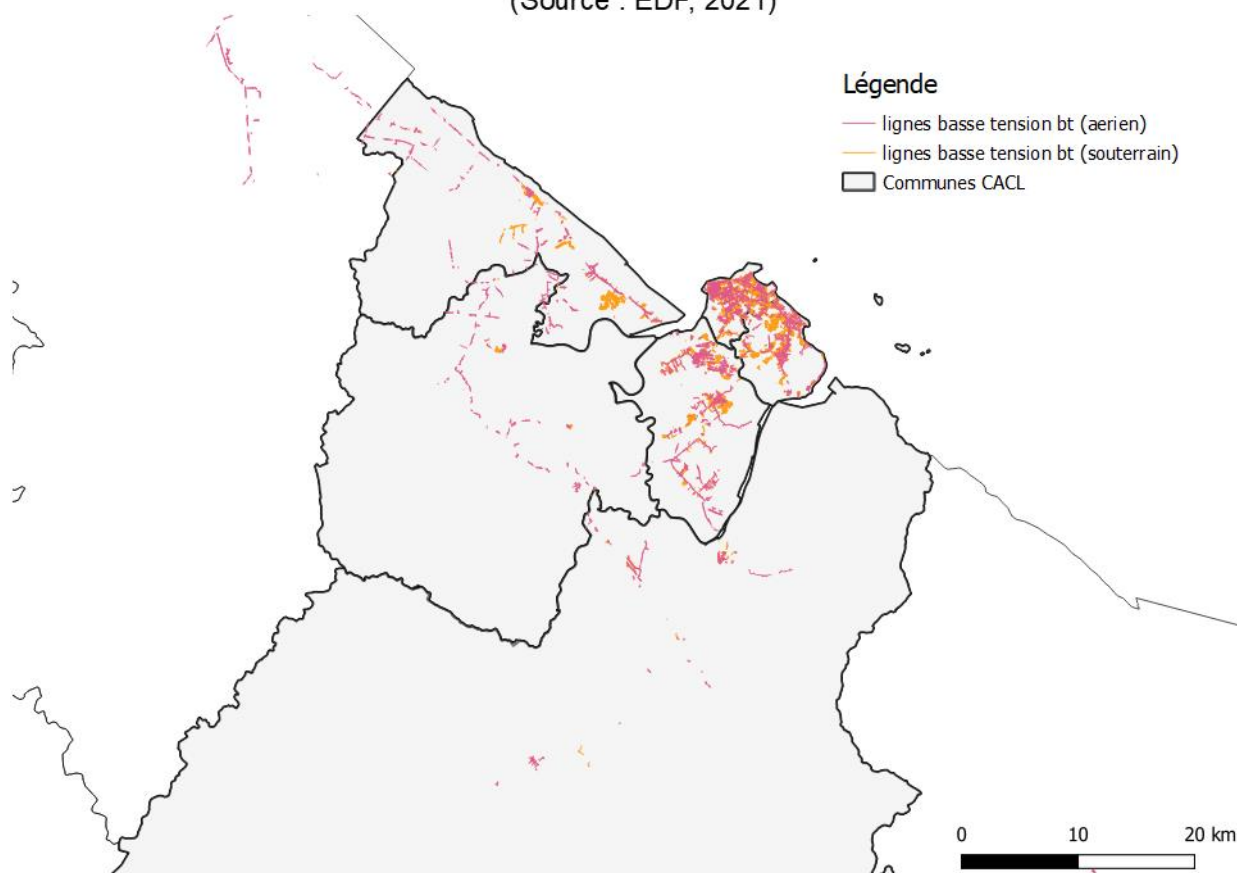 (Source : EDF, 2021)
Légende
lignes basse tension bt (aerien)
lignes basse tension bt (souterrain)
Communes CACL
0 10 20 km